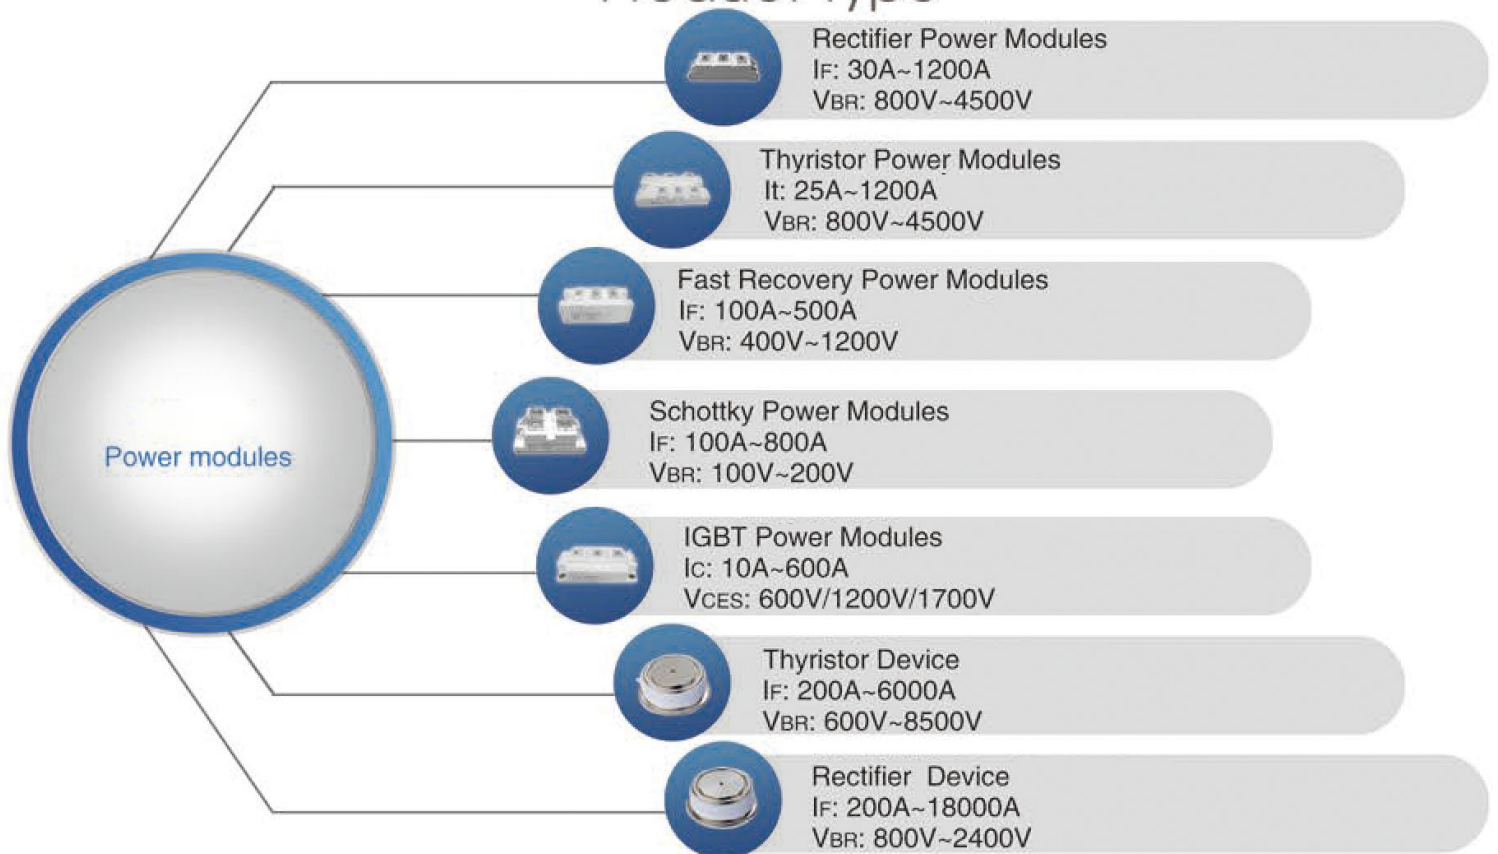 Product Type
Rectifier Power Modules
IF: 30A~1200A
VBR: 800V~4500V
Thyristor Power Modules
It: 25A~1200A
VBR: 800V~4500V
Fast Recovery Power Modules
IF: 100A~500A
VBR: 400V~1200V
Schottky Power Modules
IF: 100A~800A
VBR: 100V~200V
Power modules
IGBT Power Modules
IC: 10A~600A
VCES: 600V/1200V/1700V
Thyristor Device
IF: 200A~6000A
VBR: 600V~8500V
Rectifier Device
IF: 200A~18000A
VBR: 800V~2400V